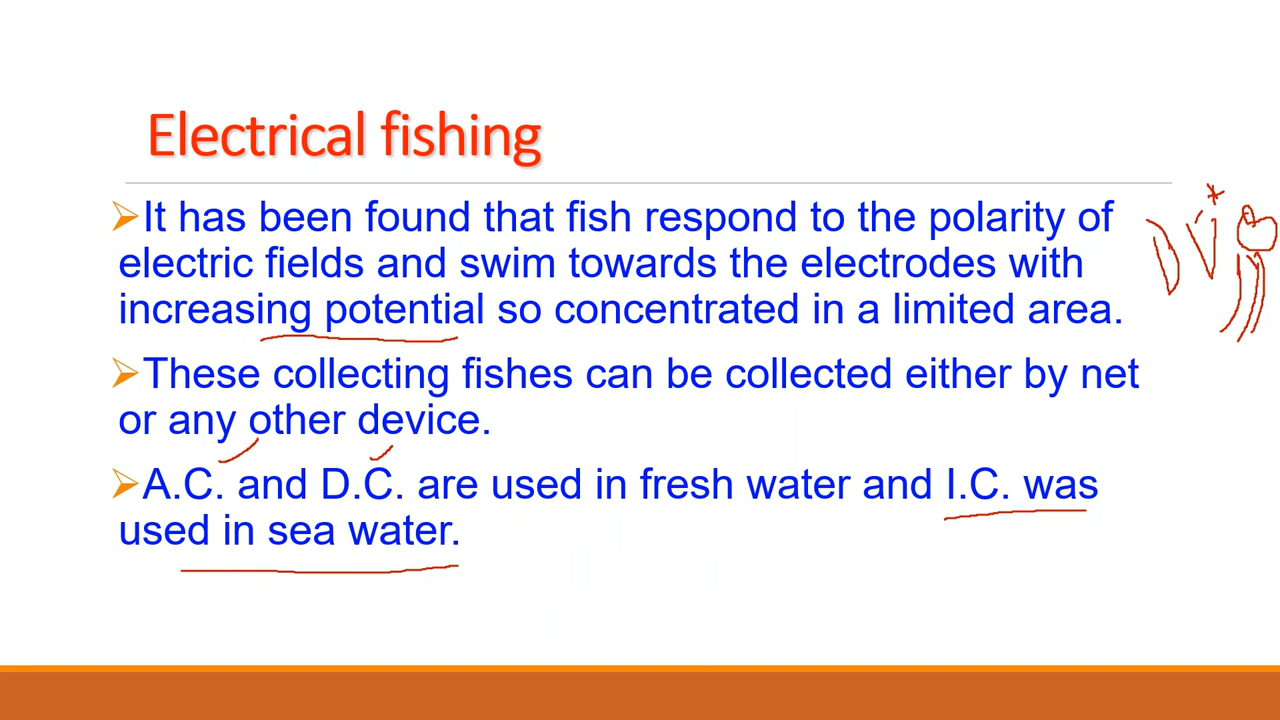 Electrical fishing
It has been found that fish respond to the polarity of
electric fields and swim towards the electrodes with
increasing potential so concentrated in a limited area.
These collecting fishes can be collected either by net
or any other device.
A.C. and D.C. are used in fresh water and I.C. was
used in sea water.